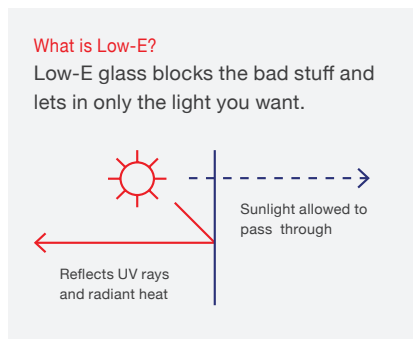 What is Low-E?
Low-E glass blocks the bad stuff and
lets in only the light you want.
Sunlight allowed to
pass through
Reflects UV rays
and radiant heat